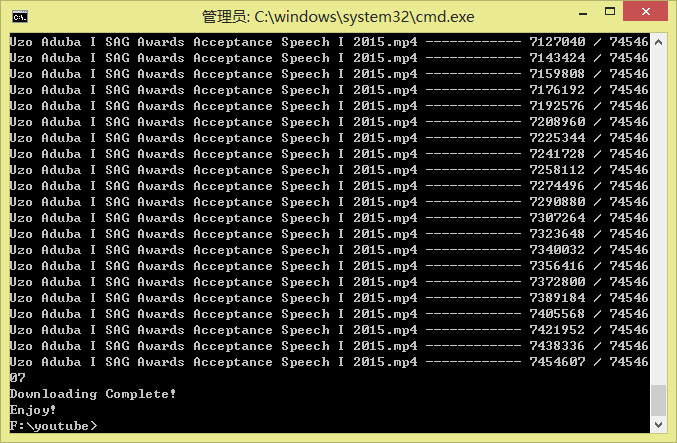 管理员: C:\windows\system32\cmd.exe
Uzo Aduba I SAG Awards Acceptance Speech I 2015.mp4 ------------ 7127040 / 74546
Uzo Aduba I SAG Awards Acceptance Speech I 2015.mp4 ------------ 7143424 / 74546
Uzo Aduba I SAG Awards Acceptance Speech I 2015.mp4 ------------ 7159808 / 74546
Uzo Aduba I SAG Awards Acceptance Speech I 2015.mp4 ------------ 7176192 / 74546
Uzo Aduba I SAG Awards Acceptance Speech I 2015.mp4 ------------ 7192576 / 74546
Uzo Aduba I SAG Awards Acceptance Speech I 2015.mp4 ------------ 7208960 / 74546
Uzo Aduba I SAG Awards Acceptance Speech I 2015.mp4 ------------ 7225344 / 74546
Uzo Aduba I SAG Awards Acceptance Speech I 2015.mp4 ------------ 7241728 / 74546
Uzo Aduba I SAG Awards Acceptance Speech I 2015.mp4 ------------ 7258112 / 74546
Uzo Aduba I SAG Awards Acceptance Speech I 2015.mp4 ------------ 7274496 / 74546
Uzo Aduba I SAG Awards Acceptance Speech I 2015.mp4 ------------ 7290880 / 74546
Uzo Aduba I SAG Awards Acceptance Speech I 2015.mp4 ------------ 7307264 / 74546
Uzo Aduba I SAG Awards Acceptance Speech I 2015.mp4 ------------ 7323648 / 74546
Uzo Aduba I SAG Awards Acceptance Speech I 2015.mp4 ------------ 7340032 / 74546
Uzo Aduba I SAG Awards Acceptance Speech I 2015.mp4 ------------ 7356416 / 74546
Uzo Aduba I SAG Awards Acceptance Speech I 2015.mp4 ------------ 7372800 / 74546
Uzo Aduba I SAG Awards Acceptance Speech I 2015.mp4 ------------ 7389184 / 74546
Uzo Aduba I SAG Awards Acceptance Speech I 2015.mp4 ------------ 7405568 / 74546
Uzo Aduba I SAG Awards Acceptance Speech I 2015.mp4 ------------ 7421952 / 74546
Uzo Aduba I SAG Awards Acceptance Speech I 2015.mp4 ------------ 7438336 / 74546
Uzo Aduba I SAG Awards Acceptance Speech I 2015.mp4 ------------ 7454607 / 74546
07
Downloading Complete!
Enjoy!
F:\youtube>